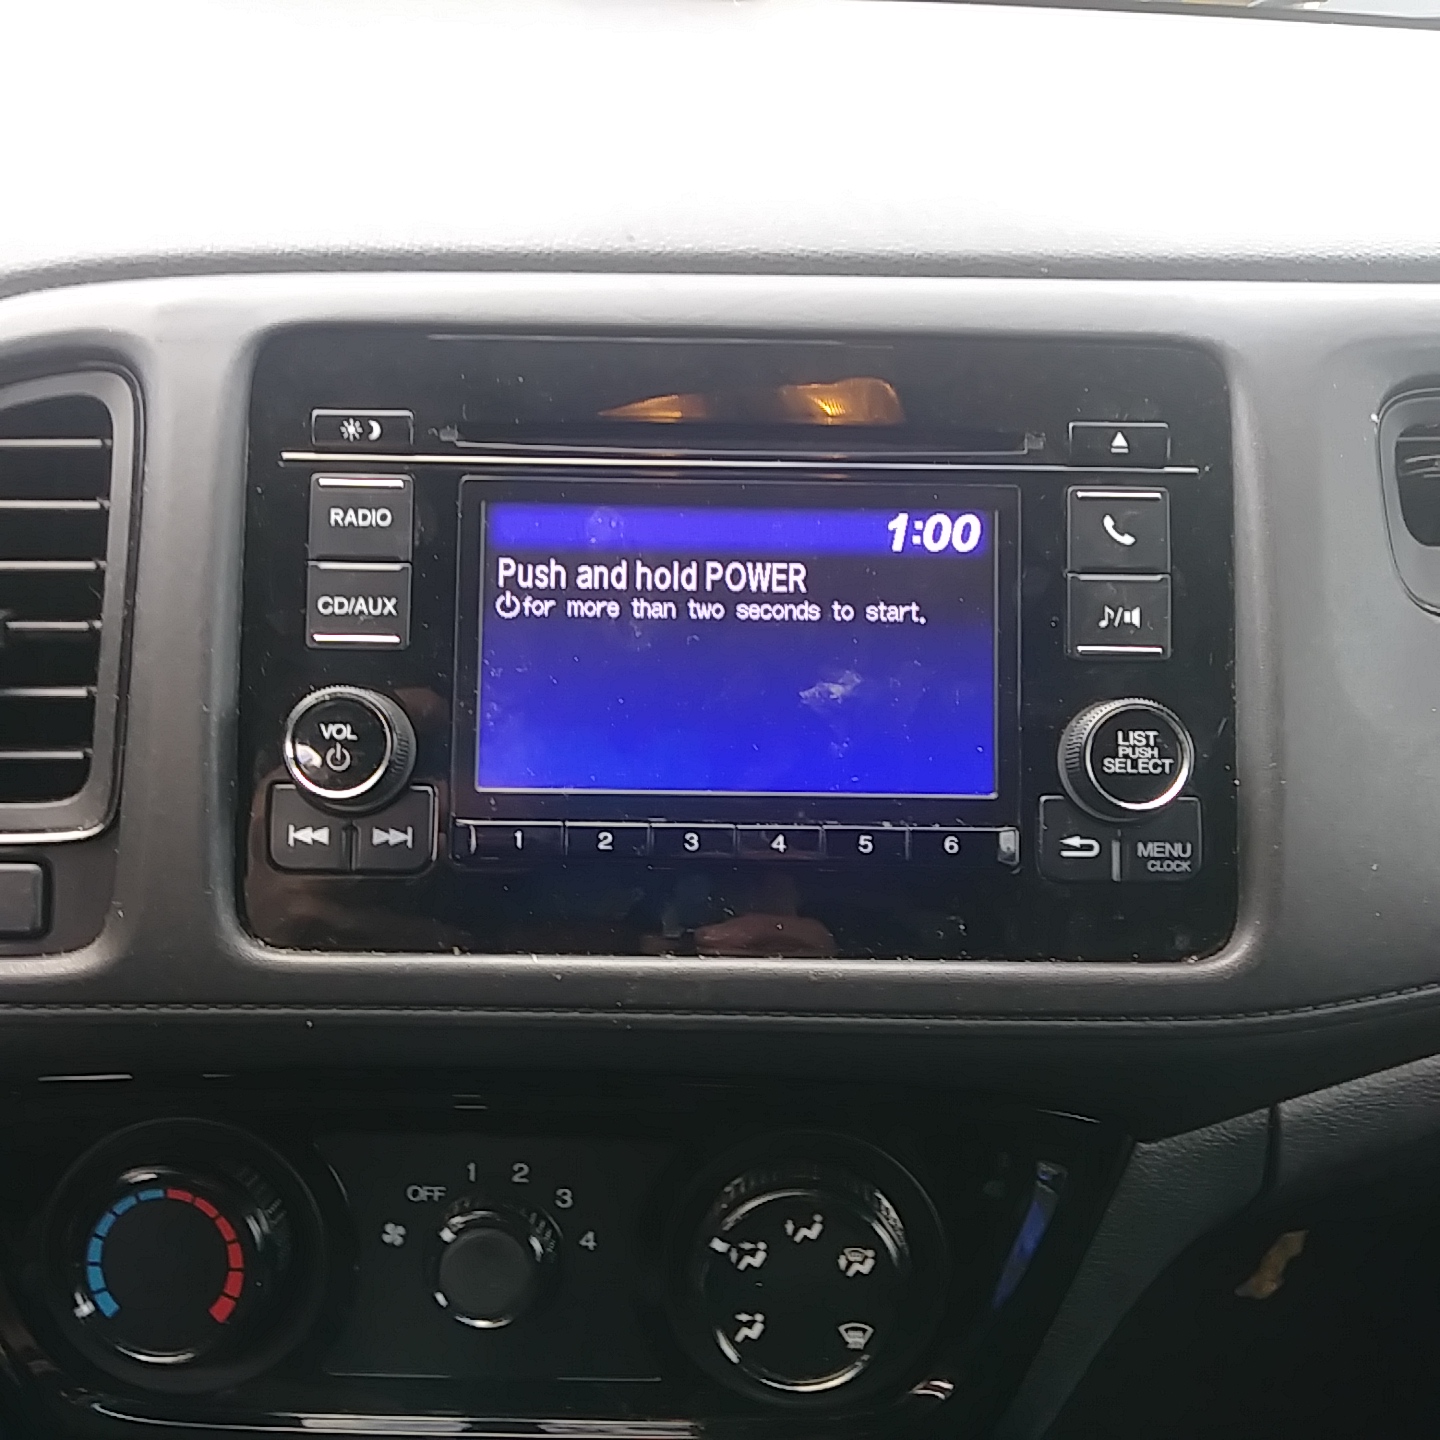 1:00
Push and hold POWER
for more than two seconds to start.
RADIO
CD/AUX
VOL
LIST
PUSH
SELECT
1 2 3 4 5 6
MENU
CLOCK
OFF 1 2 3 4